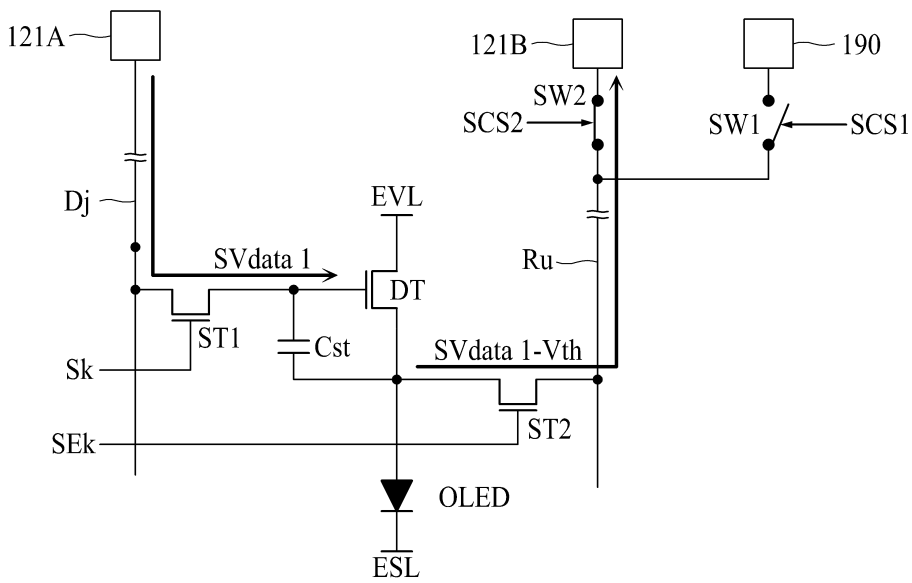 121A
121B
190
SW2
SCS2
SW1
SCS1
Dj
EVL
SVdata 1
Ru
DT
ST1
Cst
SVdata 1-Vth
Sk
ST2
SEk
OLED
ESL